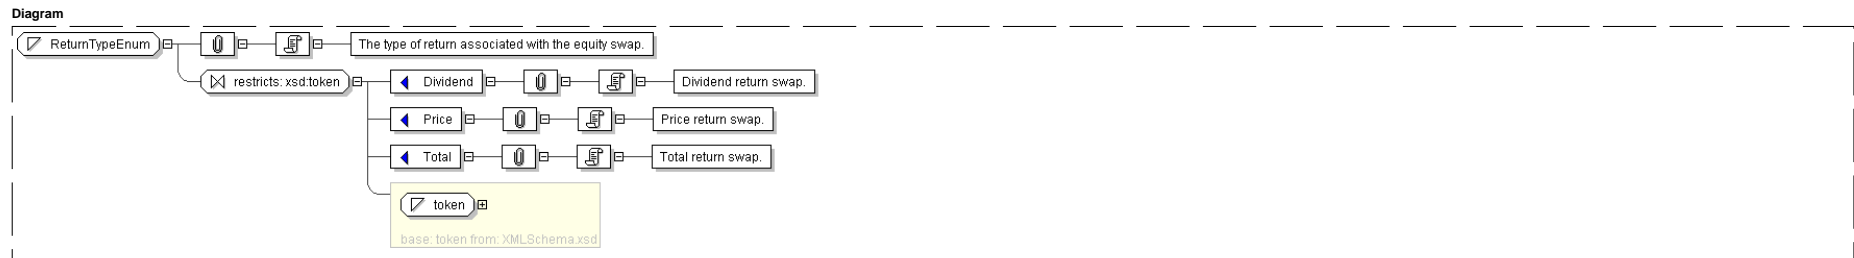 Diagram
ReturnTypeEnum The type of return associated with the equity swap.
restricts: xsd:token Dividend Dividend return swap.
Price Price return swap.
Total Total return swap.
token
base: token from: XMLSchema.xsd